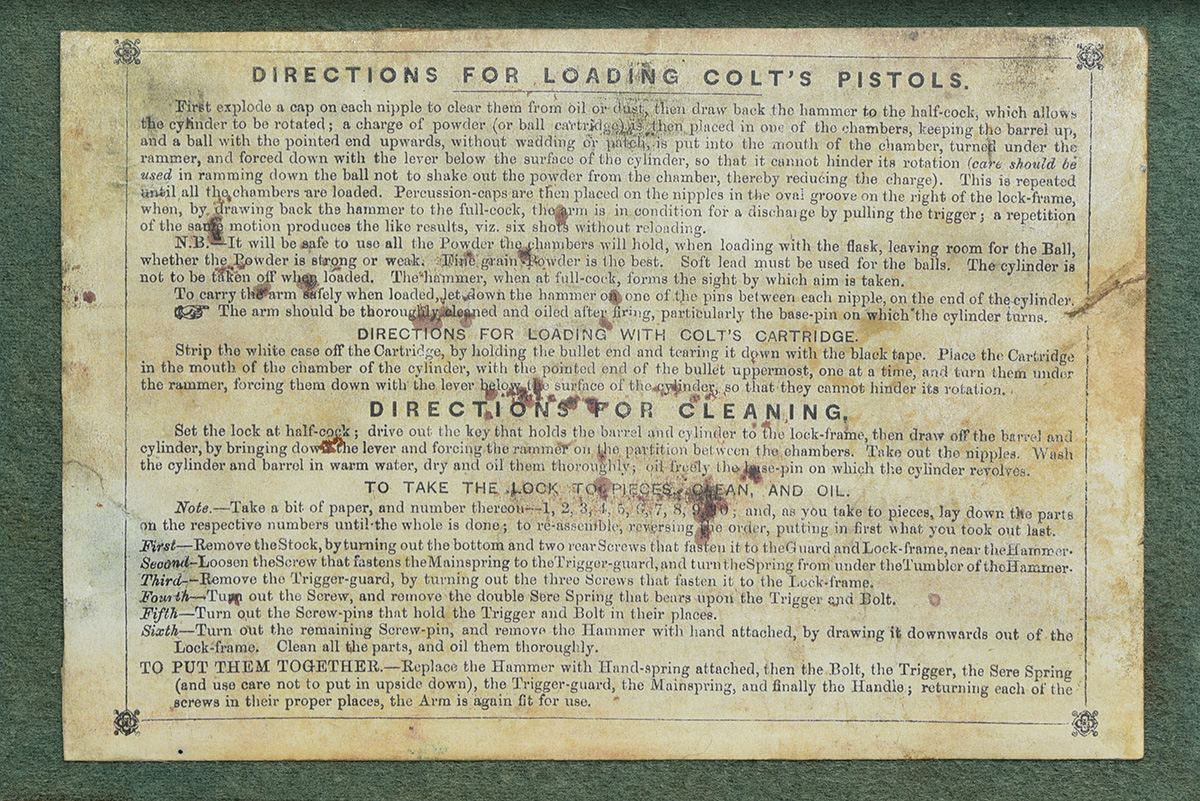 DIRECTIONS FOR LOADING COLT'S PISTOLS.
First explode a cap on each nipple to clear them from oil or dust, then draw back the hammer to the half-cock, which allows
the cylinder to be rotated; a charge of powder (or ball cartridge) is then placed in one of the chambers, keeping the barrel up,
and a ball with the pointed end upwards, without wadding or patch, is put into the mouth of the chamber, turned under the
rammer, and forced down with the lever below the surface of the cylinder, so that it cannot hinder its rotation (care should be
used in ramming down the ball not to shake out the powder from the chamber, thereby reducing the charge). This is repeated
until all the chambers are loaded. Percussion-caps are then placed on the nipples in the oval groove on the right of the lock-frame,
when, by drawing back the hammer to the full-cock, the arm is in condition for a discharge by pulling the trigger; a repetition
of the same motion produces the like results, viz. six shots without reloading.
N.B.—It will be safe to use all the Powder the chambers will hold, when loading with the flask, leaving room for the Ball,
whether the Powder is strong or weak. Fine grain Powder is the best. Soft lead must be used for the balls. The cylinder is
not to be taken off when loaded. The hammer, when at full-cock, forms the sight by which aim is taken.
To carry the arm safely when loaded, let down the hammer on one of the pins between each nipple, on the end of the cylinder.
☞ The arm should be thoroughly cleaned and oiled after firing, particularly the base-pin on which the cylinder turns.
DIRECTIONS FOR LOADING WITH COLT'S CARTRIDGE.
Strip the white case off the Cartridge, by holding the bullet end and tearing it down with the black tape. Place the Cartridge
in the mouth of the chamber of the cylinder, with the pointed end of the bullet uppermost, one at a time, and turn them under
the rammer, forcing them down with the lever below the surface of the cylinder, so that they cannot hinder its rotation.
DIRECTIONS FOR CLEANING.
Set the lock at half-cock; drive out the key that holds the barrel and cylinder to the lock-frame, then draw off the barrel and
cylinder, by bringing down the lever and forcing the rammer on the partition between the chambers. Take out the nipples. Wash
the cylinder and barrel in warm water, dry and oil them thoroughly; oil freely the base-pin on which the cylinder revolves.
TO TAKE THE LOCK TO PIECES, CLEAN, AND OIL.
Note.—Take a bit of paper, and number thereon—1, 2, 3, 4, 5, 6, 7, 8, 9, 10; and, as you take to pieces, lay down the parts
on the respective numbers until the whole is done; to re-assemble, reversing the order, putting in first what you took out last.
First—Remove the Stock, by turning out the bottom and two rear Screws that fasten it to the Guard and Lock-frame, near the Hammer.
Second—Loosen the Screw that fastens the Mainspring to the Trigger-guard, and turn the Spring from under the Tumbler of the Hammer.
Third—Remove the Trigger-guard, by turning out the three Screws that fasten it to the Lock-frame.
Fourth—Turn out the Screw, and remove the double Sere Spring that bears upon the Trigger and Bolt.
Fifth—Turn out the Screw-pins that hold the Trigger and Bolt in their places.
Sixth—Turn out the remaining Screw-pin, and remove the Hammer with hand attached, by drawing it downwards out of the
Lock-frame. Clean all the parts, and oil them thoroughly.
TO PUT THEM TOGETHER.—Replace the Hammer with Hand-spring attached, then the Bolt, the Trigger, the Sere Spring
(and use care not to put in upside down), the Trigger-guard, the Mainspring, and finally the Handle; returning each of the
screws in their proper places, the Arm is again fit for use.